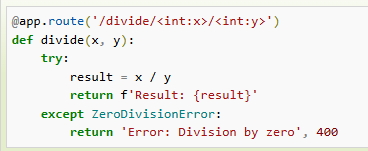 @app.route('/divide/<int:x>/<int:y>')
def divide(x, y):
    try:
        result = x / y
        return f'Result: {result}'
    except ZeroDivisionError:
        return 'Error: Division by zero', 400